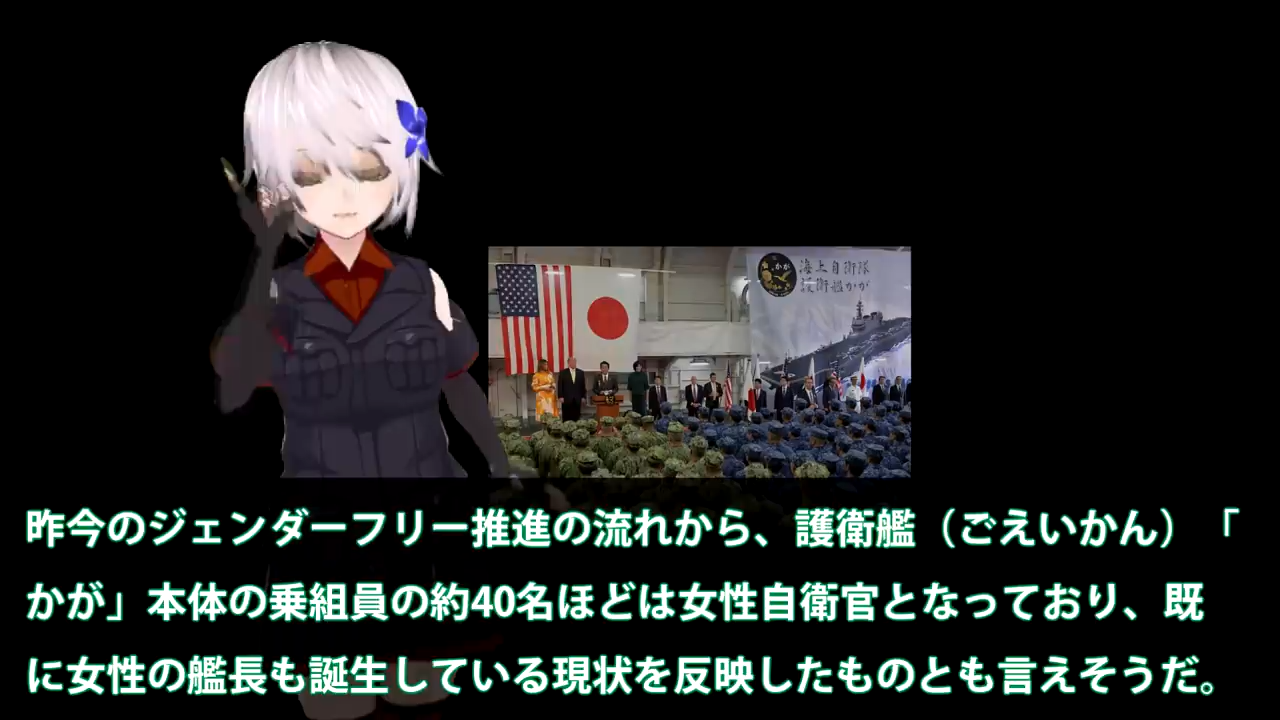 かが
海上自衛隊
護衛艦かが
昨今のジェンダーフリー推進の流れから、護衛艦（ごえいかん）「
かが」本体の乗組員の約40名ほどは女性自衛官となっており、既
に女性の艦長も誕生している現状を反映したものとも言えそうだ。